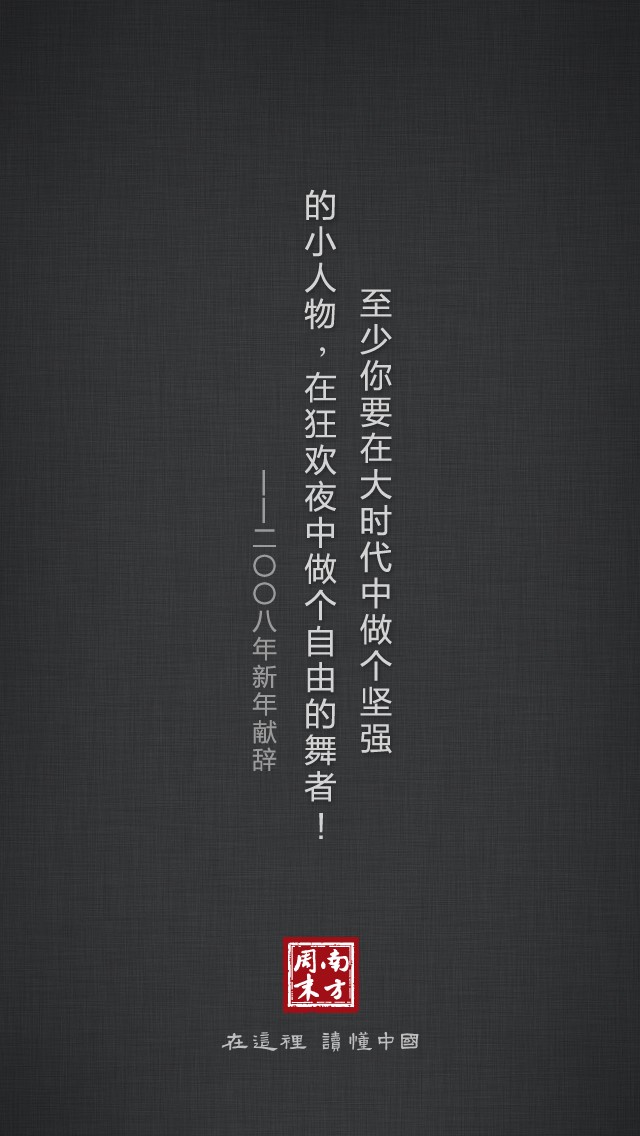 至少你要在大时代中做个坚强
的小人物，在狂欢夜中做个自由的舞者！
——二〇〇八年新年献辞
南方
周末
在這裡 讀懂中國